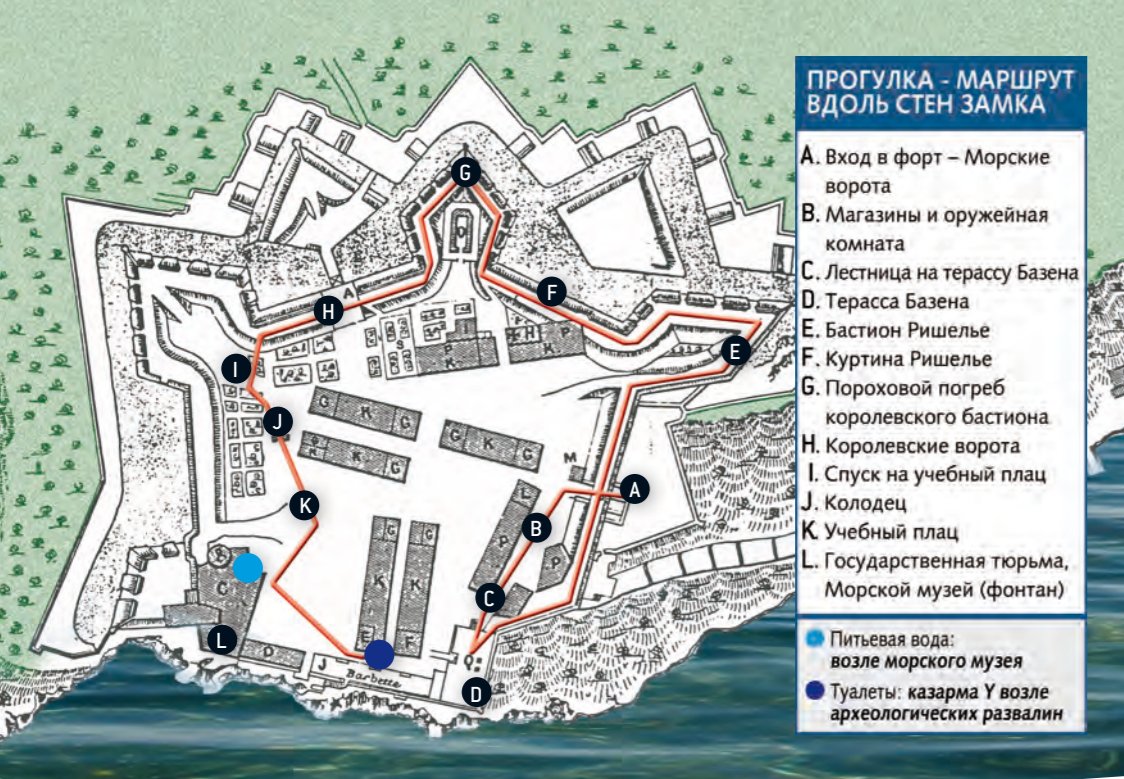 ПРОГУЛКА - МАРШРУТ
ВДОЛЬ СТЕН ЗАМКА
A. Вход в форт – Морские
ворота
B. Магазины и оружейная
комната
C. Лестница на терассу Базена
D. Терасса Базена
E. Бастион Ришелье
F. Куртина Ришелье
G. Пороховой погреб
королевского бастиона
H. Королевские ворота
I. Спуск на учебный плац
J. Колодец
K. Учебный плац
L. Государственная тюрьма,
Морской музей (фонтан)
Питьевая вода:
возле морского музея
Туалеты: казарма Y возле
археологических развалин
G
F
H
E
I
J
K
A
B
C
L
D
A
S
P
K
H
P
K
G K G
K G
G K G
M
L
P
P
G G
K K
E F
C
D
J
Barbette
Q